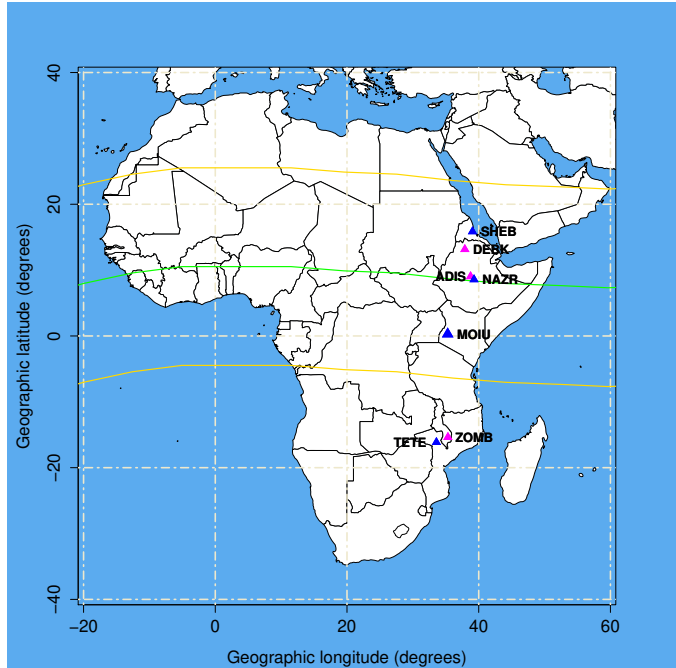 40
20
0
−20
−40
Geographic latitude (degrees)
SHEB
DEBK
ADIS NAZR
MOIU
TETE ZOMB
−20 0 20 40 60
Geographic longitude (degrees)